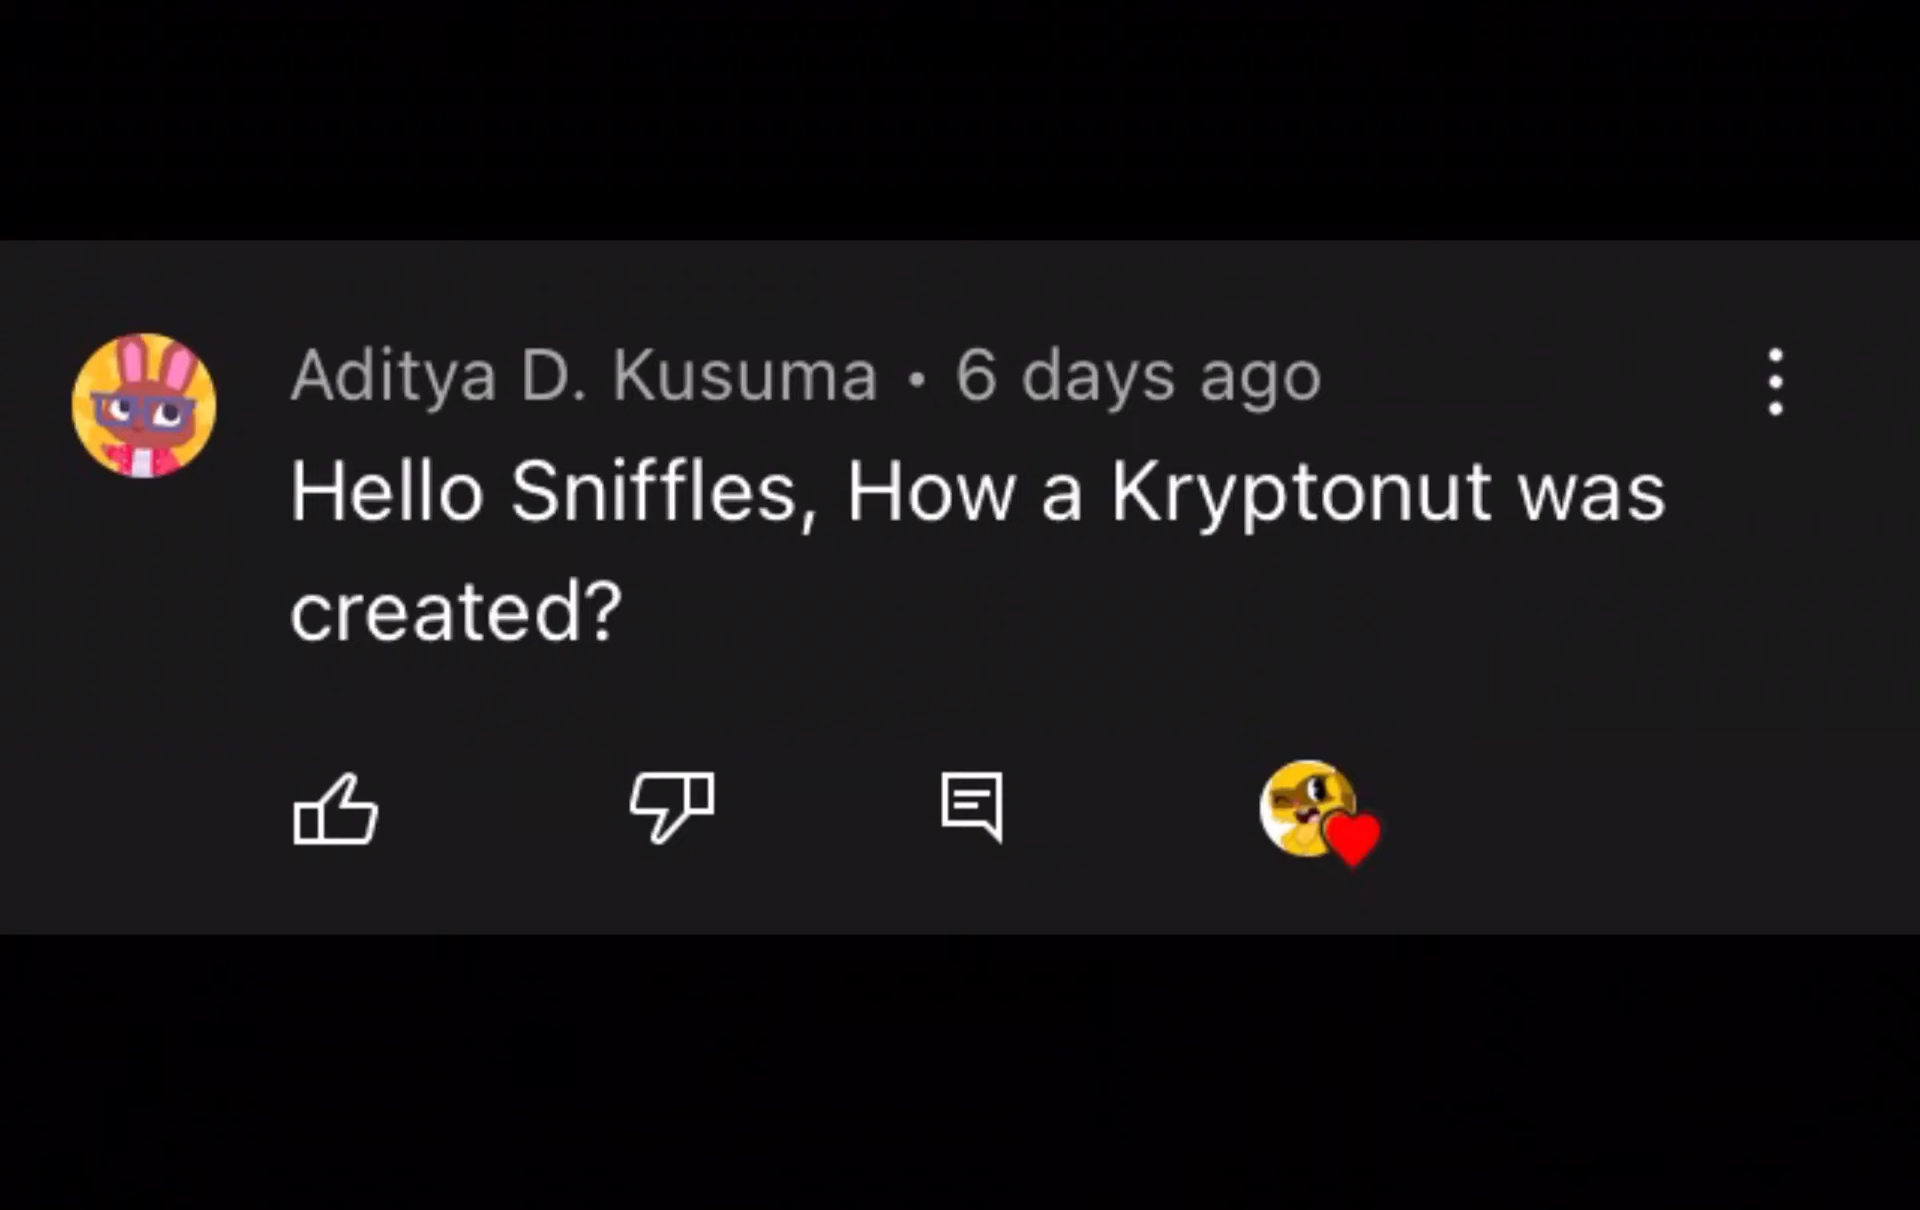 Aditya D. Kusuma • 6 days ago
Hello Sniffles, How a Kryptonut was
created?